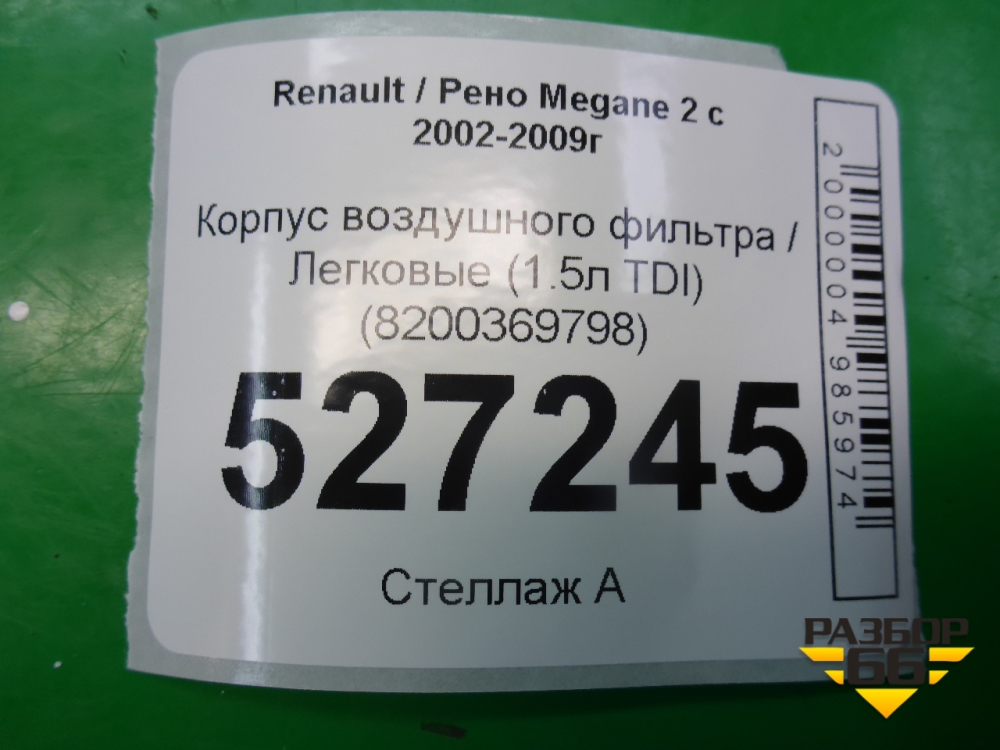 Renault / Рено Megane 2 с
2002-2009г
Корпус воздушного фильтра /
Легковые (1.5л TDI)
(8200369798)
527245
Стеллаж А
2000004985974
РАЗБОР
66